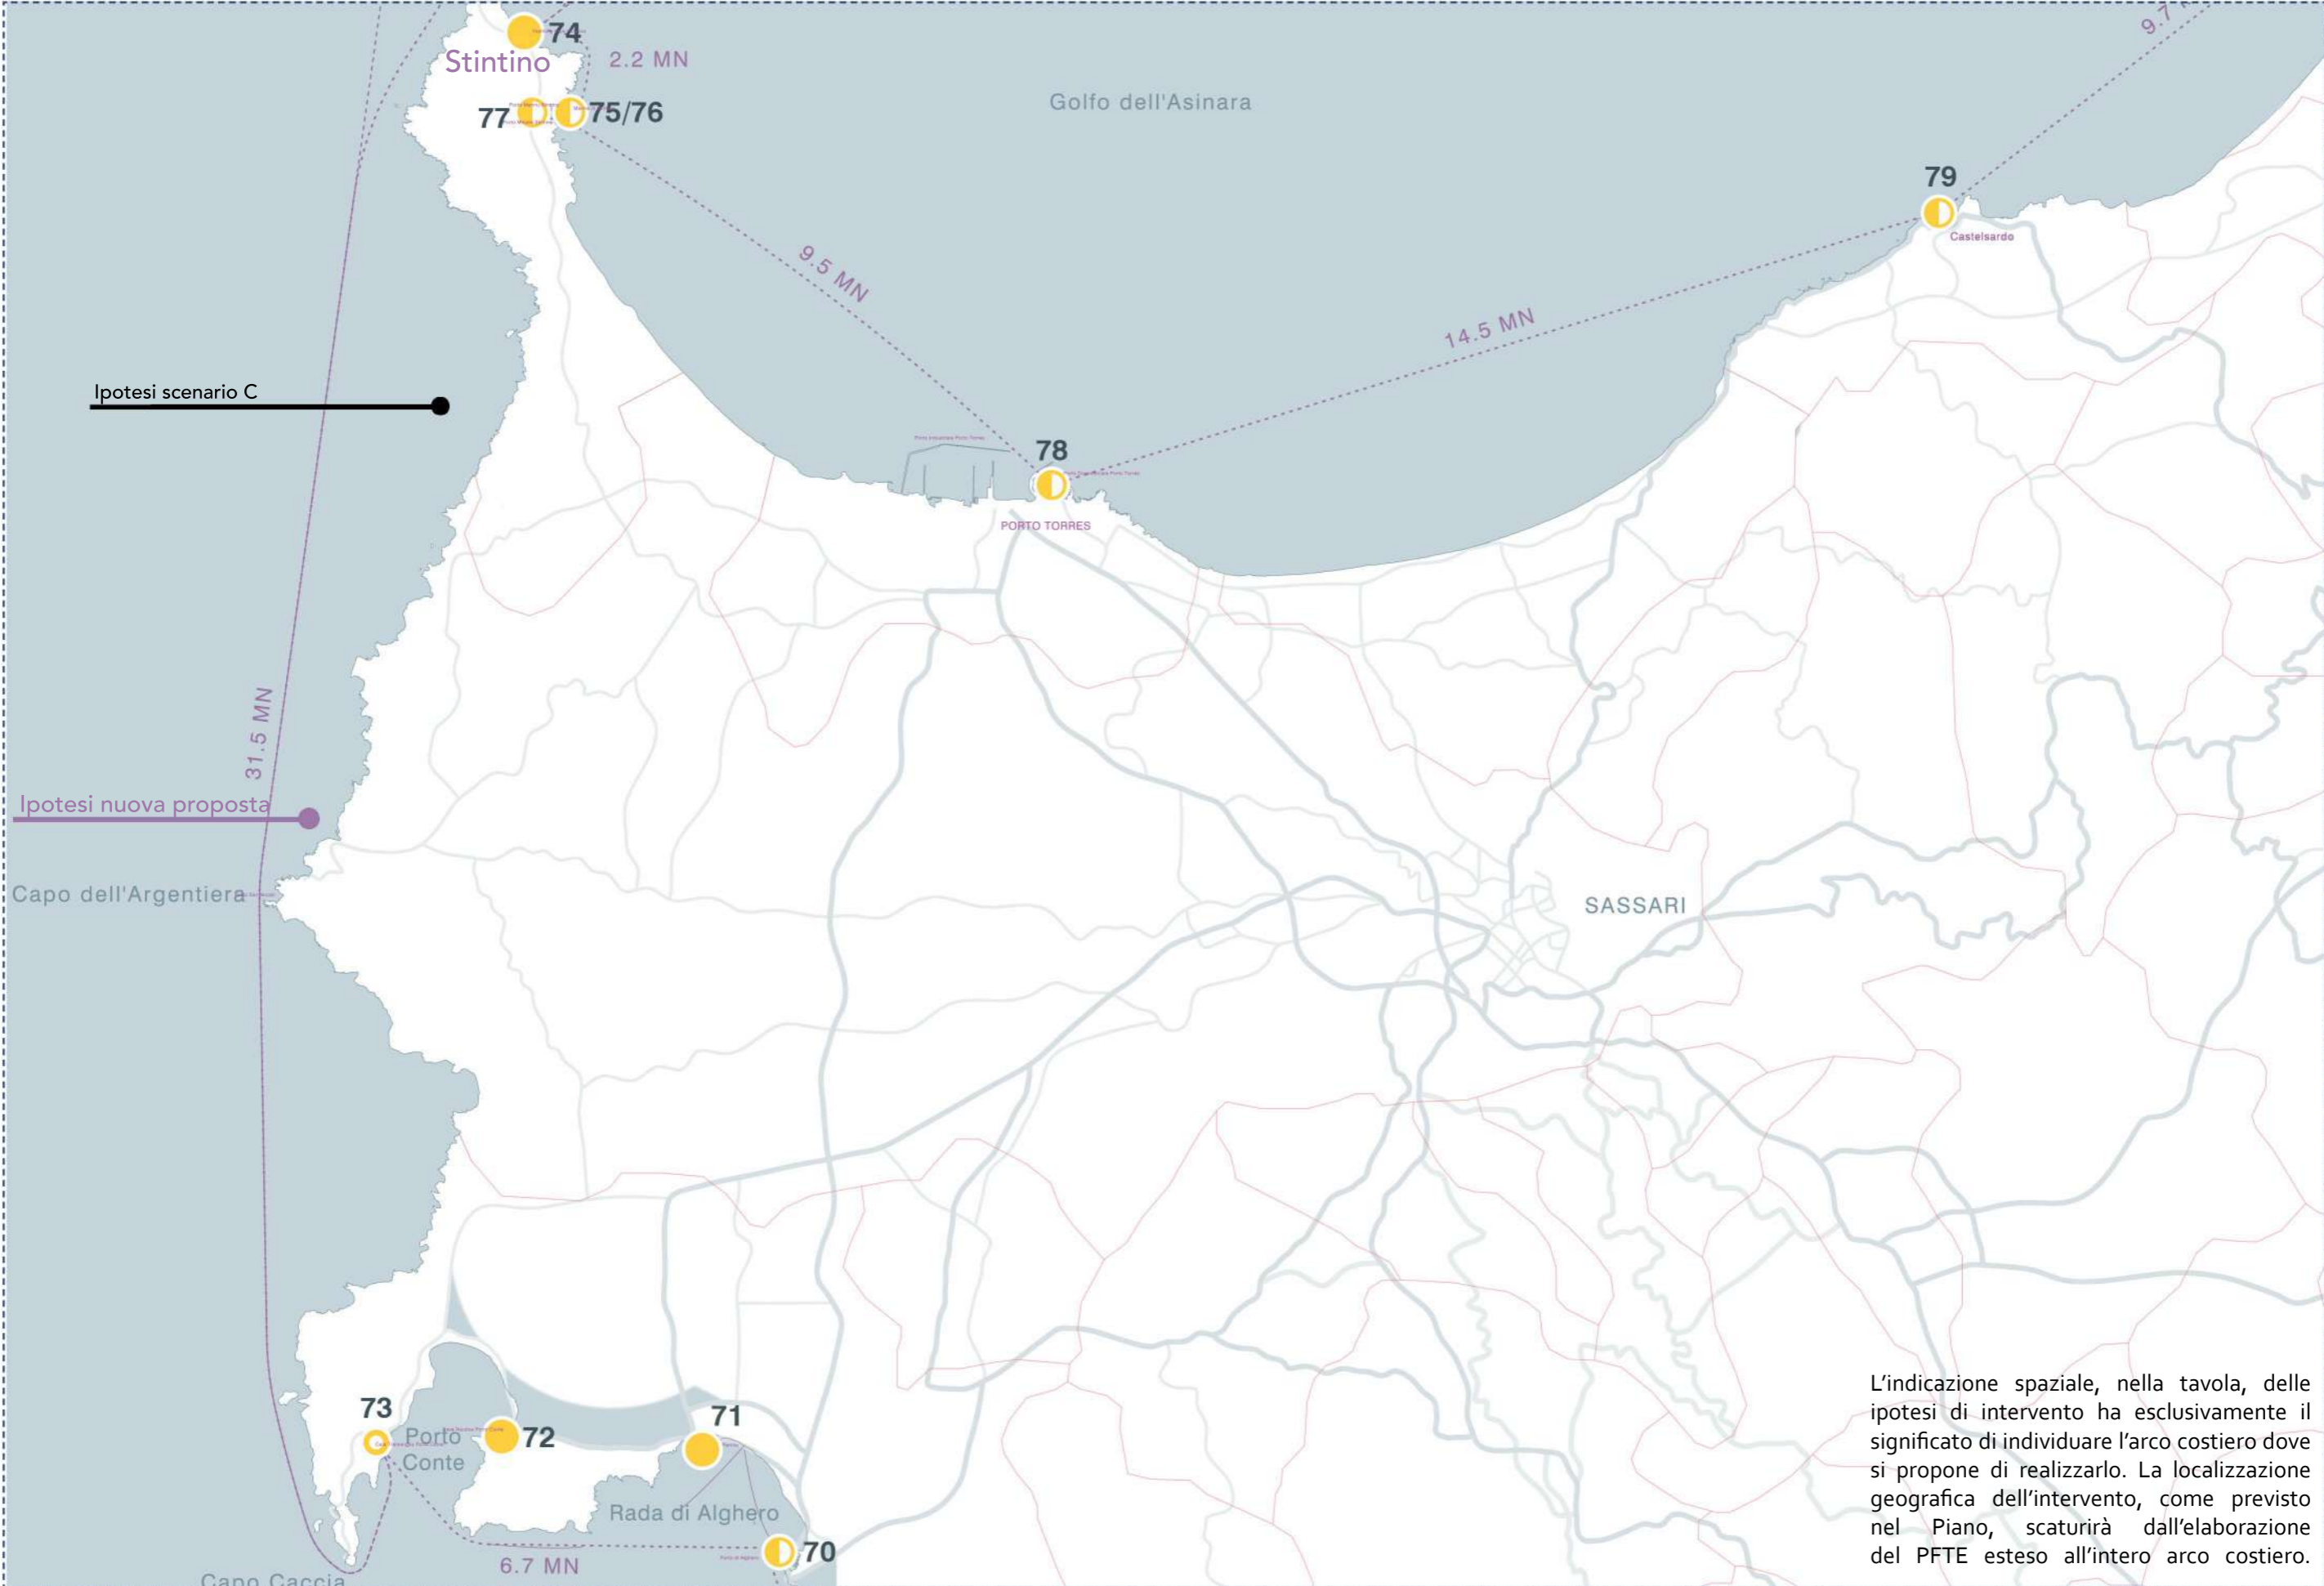 74
Stintino
2.2 MN
9.7
Golfo dell'Asinara
77
75/76
79
Castelsardo
9.5 MN
14.5 MN
Ipotesi scenario C
78
PORTO TORRES
31.5 MN
Ipotesi nuova proposta
Capo dell'Argentiera
SASSARI
73
Porto
Conte
72
71
Rada di Alghero
70
6.7 MN
Capo Caccia
L'indicazione spaziale, nella tavola, delle
ipotesi di intervento ha esclusivamente il
significato di individuare l'arco costiero dove
si propone di realizzarlo. La localizzazione
geografica dell'intervento, come previsto
nel Piano, scaturirà dall'elaborazione
del PFTE esteso all'intero arco costiero.